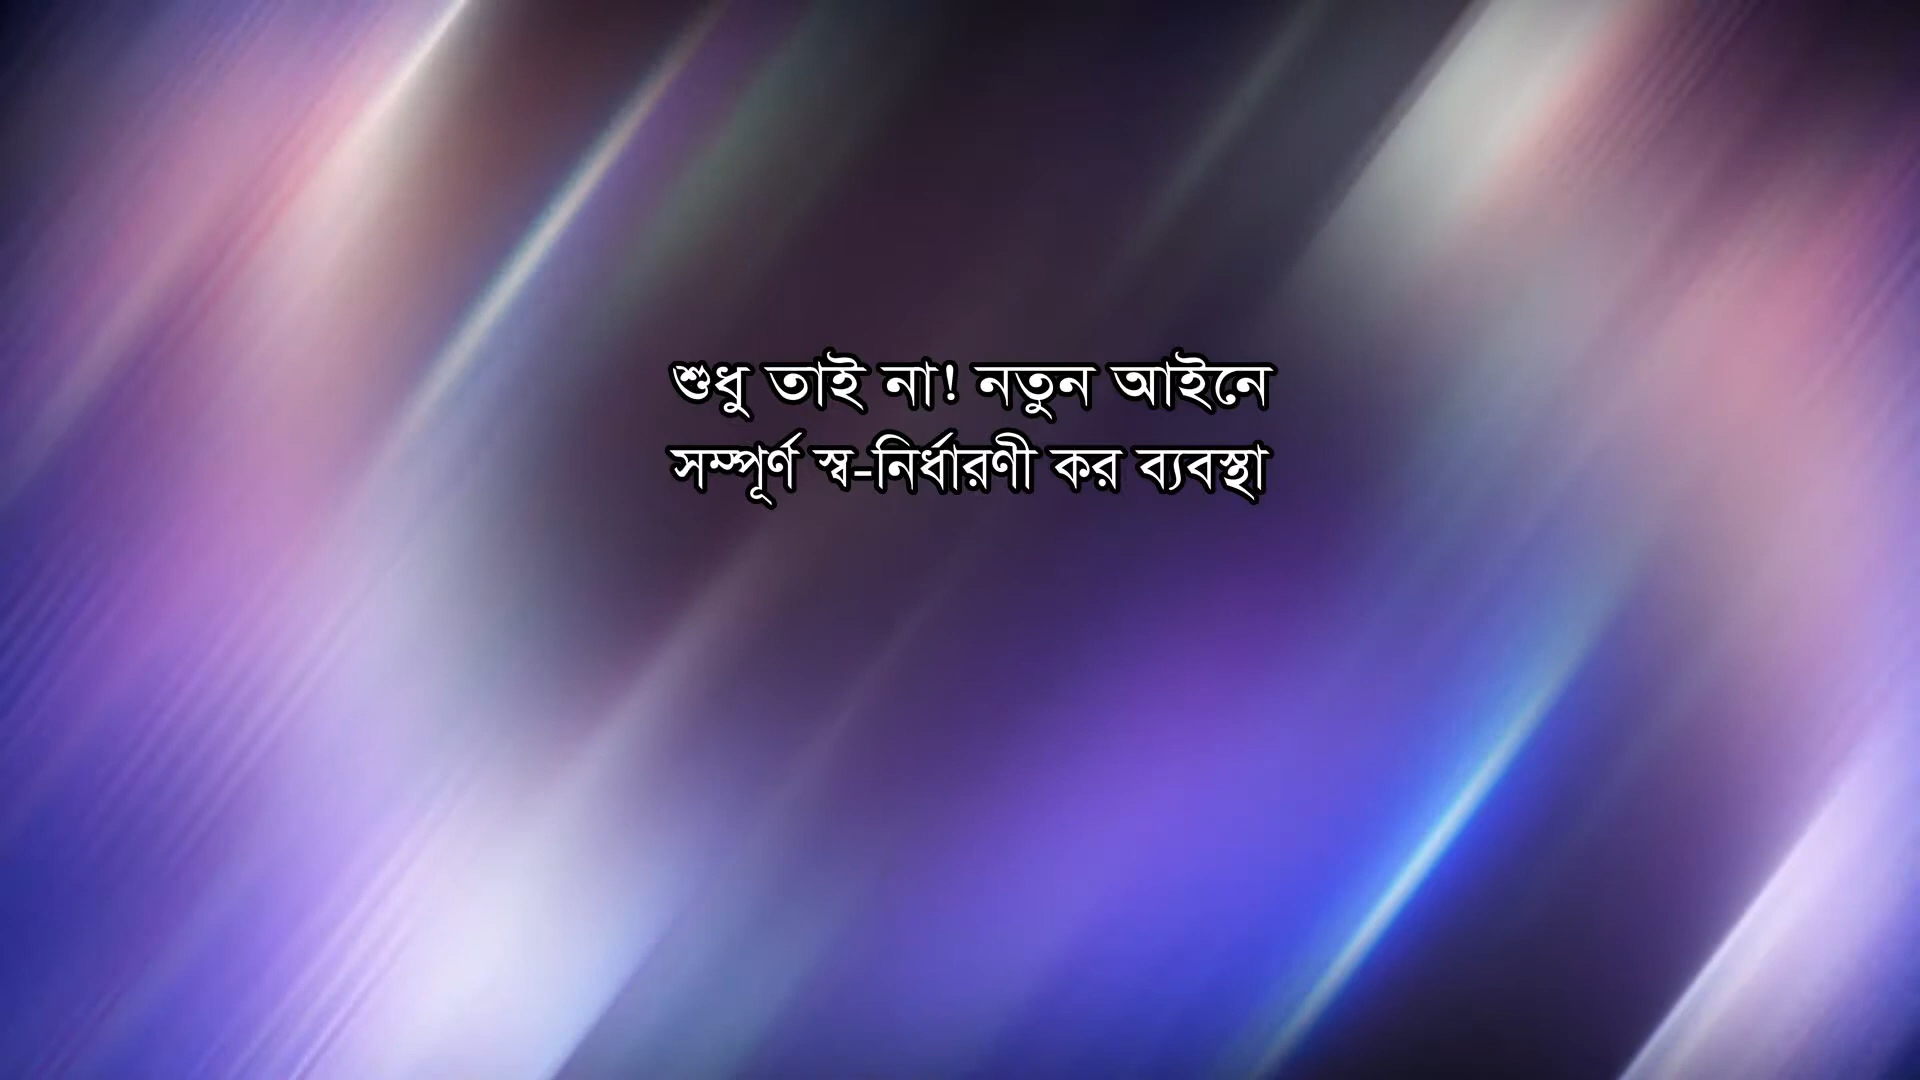 শুধু তাই না! নতুন আইনে
সম্পূর্ণ স্ব-নির্ধারণী কর ব্যবস্থা